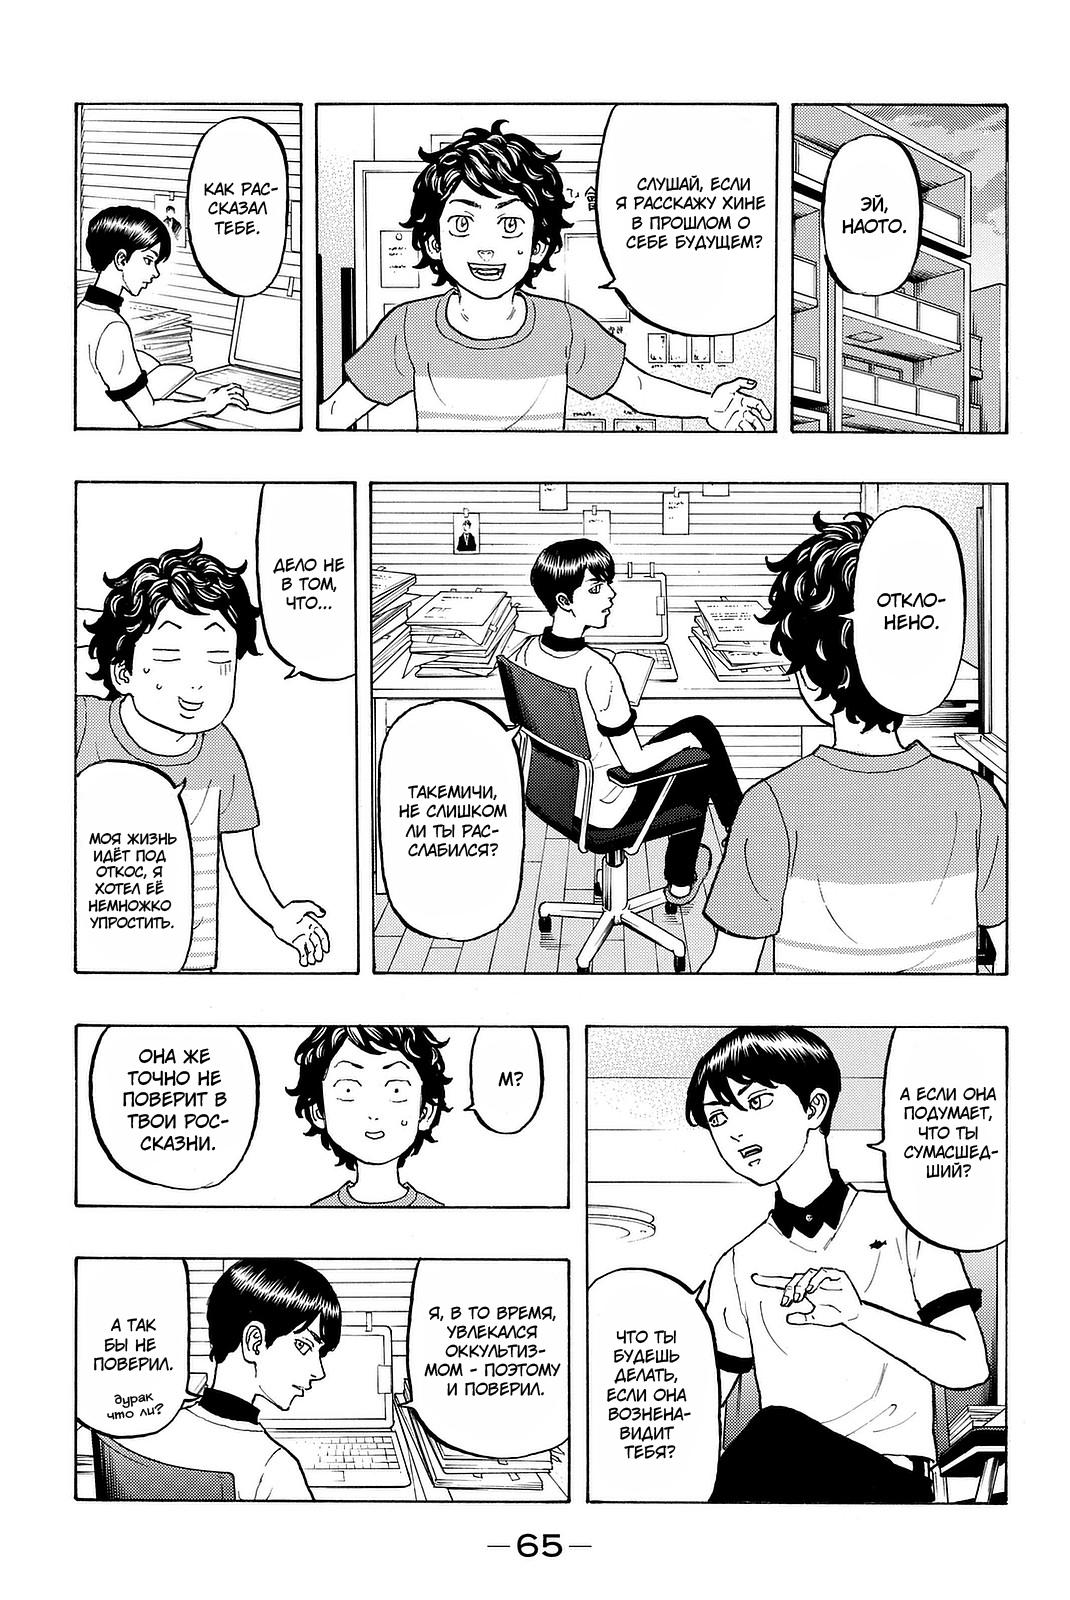 ЭЙ,
НАОТО.
СЛУШАЙ, ЕСЛИ
Я РАССКАЖУ ХИНЕ
В ПРОШЛОМ О
СЕБЕ БУДУЩЕМ?
КАК РАС-
СКАЗАЛ
ТЕБЕ.
ОТКЛО-
НЕНО.
ТАКЕМИЧИ,
НЕ СЛИШКОМ
ЛИ ТЫ РАС-
СЛАБИЛСЯ?
ДЕЛО НЕ
В ТОМ,
ЧТО...
МОЯ ЖИЗНЬ
ИДЁТ ПОД
ОТКОС, Я
ХОТЕЛ ЕЁ
НЕМНОЖКО
УПРОСТИТЬ.
А ЕСЛИ ОНА
ПОДУМАЕТ,
ЧТО ТЫ
СУМАСШЕД-
ШИЙ?
ЧТО ТЫ
БУДЕШЬ
ДЕЛАТЬ,
ЕСЛИ ОНА
ВОЗНЕНА-
ВИДИТ
ТЕБЯ?
М?
ОНА ЖЕ
ТОЧНО НЕ
ПОВЕРИТ В
ТВОИ РОС-
СКАЗНИ.
Я, В ТО ВРЕМЯ,
УВЛЕКАЛСЯ
ОККУЛЬТИЗ-
МОМ - ПОЭТОМУ
И ПОВЕРИЛ.
А ТАК
БЫ НЕ
ПОВЕРИЛ.
дурак
что ли?
— 65 —